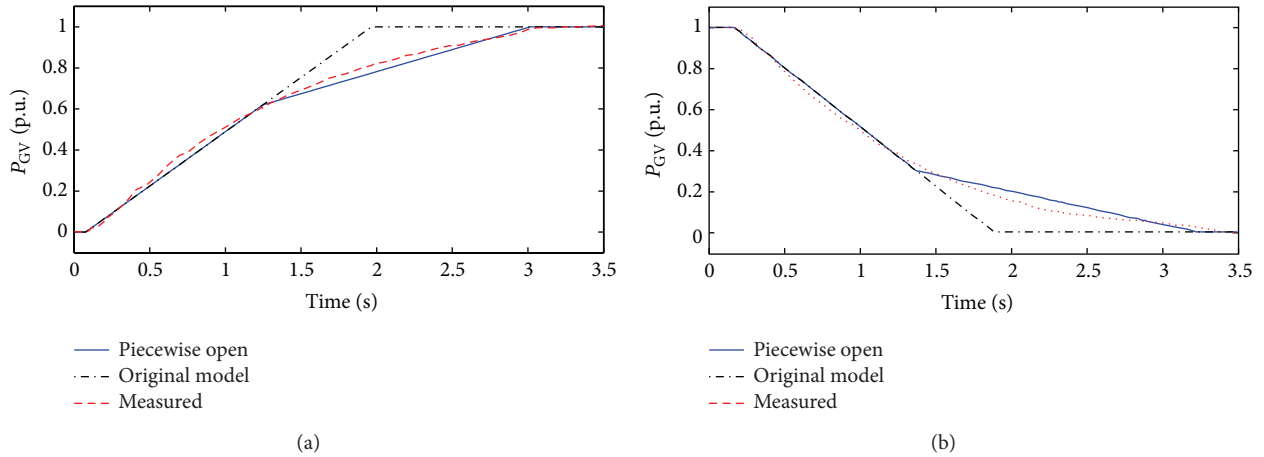 1
0.8
0.6
0.4
0.2
0
P_GV (p.u.)
0 0.5 1 1.5 2 2.5 3 3.5
Time (s)
Piecewise open
Original model
Measured
(a)
1
0.8
0.6
0.4
0.2
0
P_GV (p.u.)
0 0.5 1 1.5 2 2.5 3 3.5
Time (s)
Piecewise open
Original model
Measured
(b)